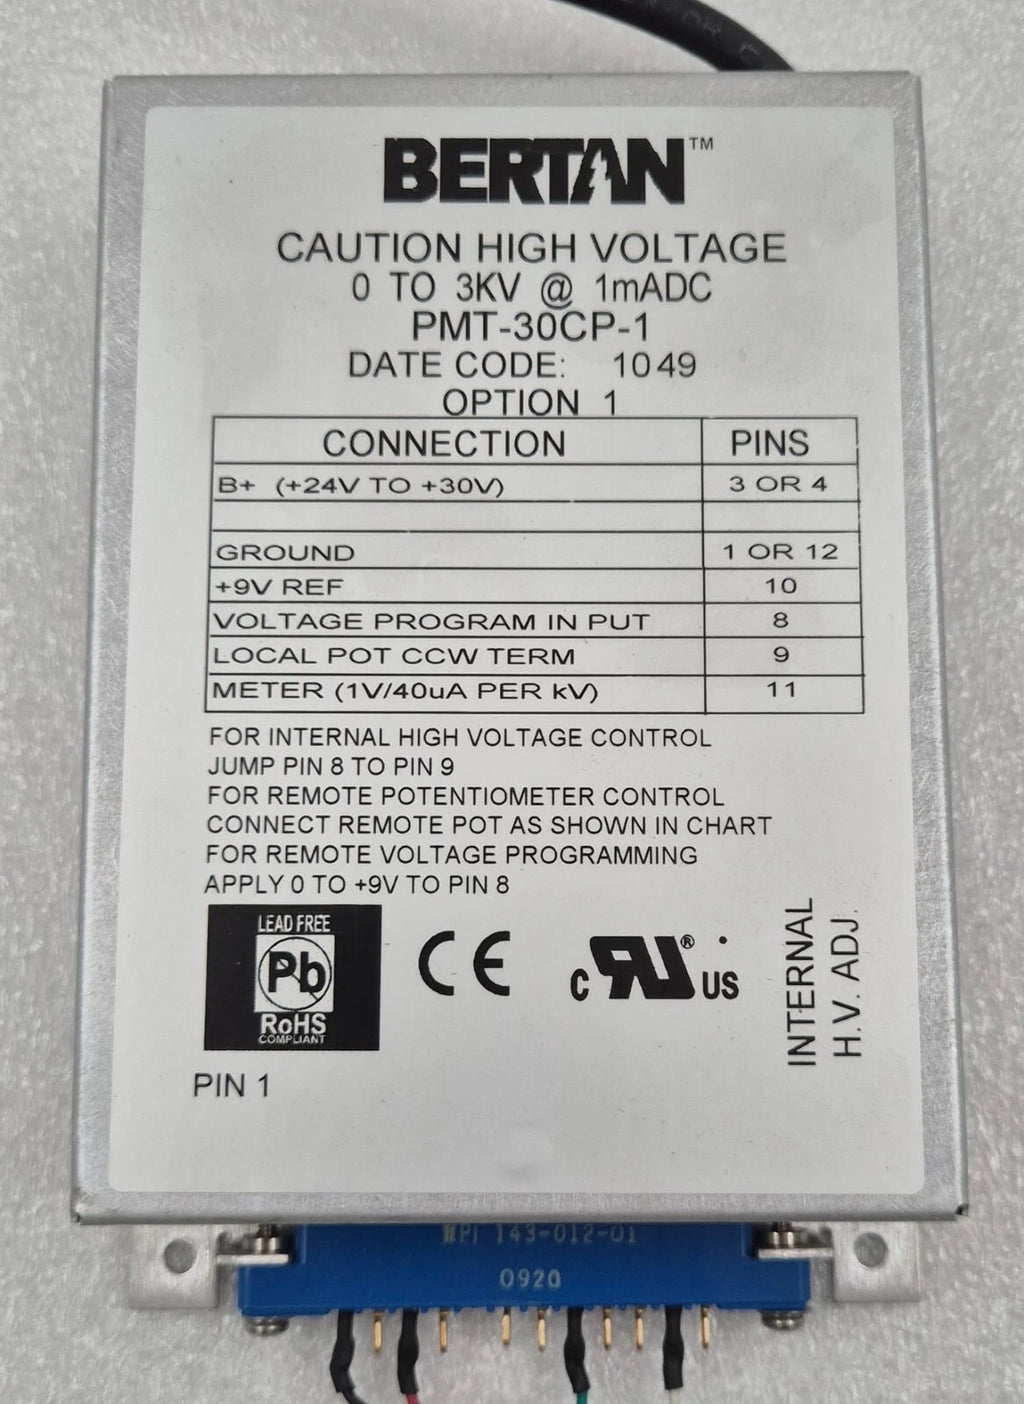 BERTAN™
CAUTION HIGH VOLTAGE
0 TO 3KV @ 1mADC
PMT-30CP-1
DATE CODE: 1049
OPTION 1
CONNECTION PINS
B+ (+24V TO +30V) 3 OR 4
GROUND 1 OR 12
+9V REF 10
VOLTAGE PROGRAM IN PUT 8
LOCAL POT CCW TERM 9
METER (1V/40uA PER kV) 11
FOR INTERNAL HIGH VOLTAGE CONTROL
JUMP PIN 8 TO PIN 9
FOR REMOTE POTENTIOMETER CONTROL
CONNECT REMOTE POT AS SHOWN IN CHART
FOR REMOTE VOLTAGE PROGRAMMING
APPLY 0 TO +9V TO PIN 8
LEAD FREE
Pb
RoHS
COMPLIANT
CE
c RU® US
INTERNAL
H.V. ADJ.
PIN 1
WPI 143-012-01
0920